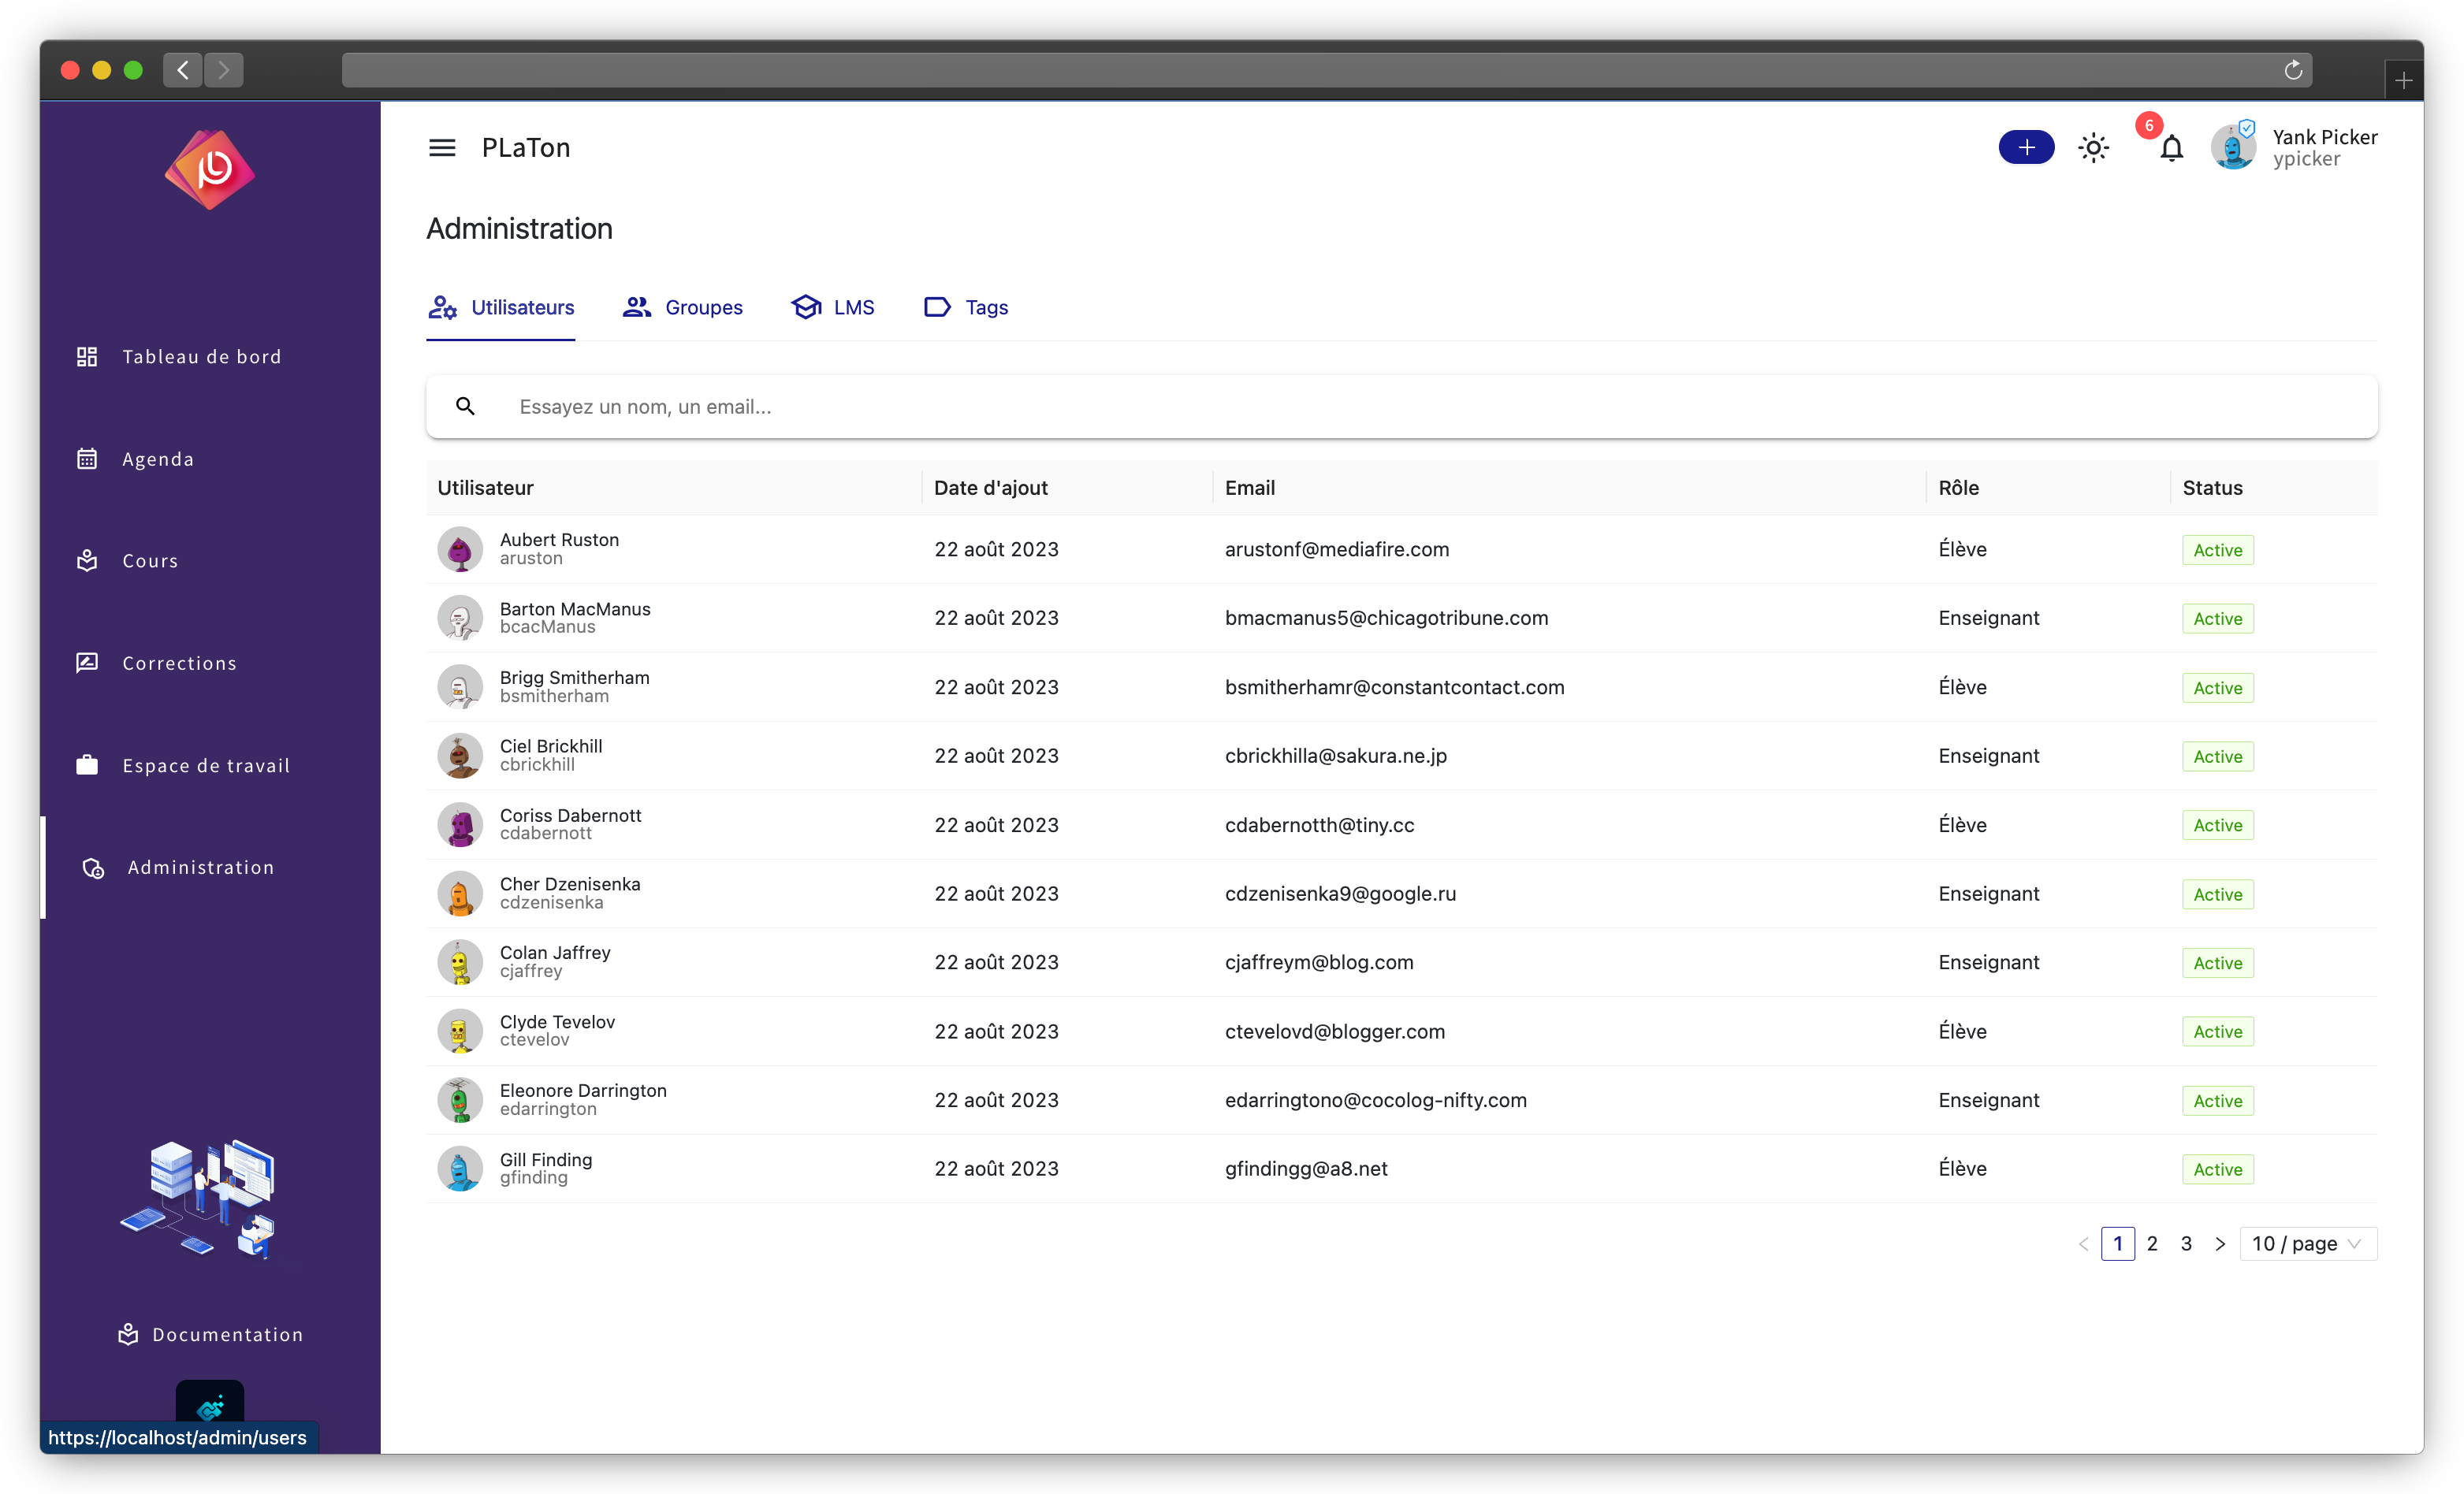 PLaTon
6
Yank Picker
ypicker
Administration
Utilisateurs
Groupes
LMS
Tags
Tableau de bord
Agenda
Cours
Corrections
Espace de travail
Administration
Documentation
https://localhost/admin/users
Essayez un nom, un email...
Utilisateur Date d'ajout Email Rôle Status
Aubert Ruston
aruston
22 août 2023 arustonf@mediafire.com Élève Active
Barton MacManus
bcacManus
22 août 2023 bmacmanus5@chicagotribune.com Enseignant Active
Brigg Smitherham
bsmitherham
22 août 2023 bsmitherhamr@constantcontact.com Élève Active
Ciel Brickhill
cbrickhill
22 août 2023 cbrickhilla@sakura.ne.jp Enseignant Active
Coriss Dabernott
cdabernott
22 août 2023 cdabernotth@tiny.cc Élève Active
Cher Dzenisenka
cdzenisenka
22 août 2023 cdzenisenka9@google.ru Enseignant Active
Colan Jaffrey
cjaffrey
22 août 2023 cjaffreym@blog.com Enseignant Active
Clyde Tevelov
ctevelov
22 août 2023 ctevelovd@blogger.com Élève Active
Eleonore Darrington
edarrington
22 août 2023 edarringtono@cocolog-nifty.com Enseignant Active
Gill Finding
gfinding
22 août 2023 gfindingg@a8.net Élève Active
1 2 3 10 / page